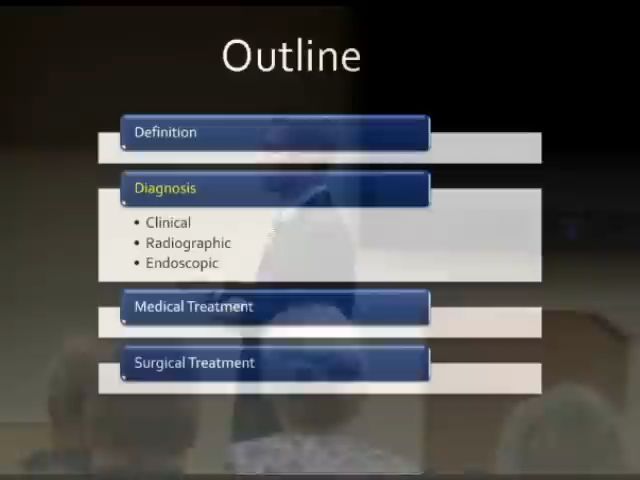 Outline
Definition
Diagnosis
• Clinical
• Radiographic
• Endoscopic
Medical Treatment
Surgical Treatment